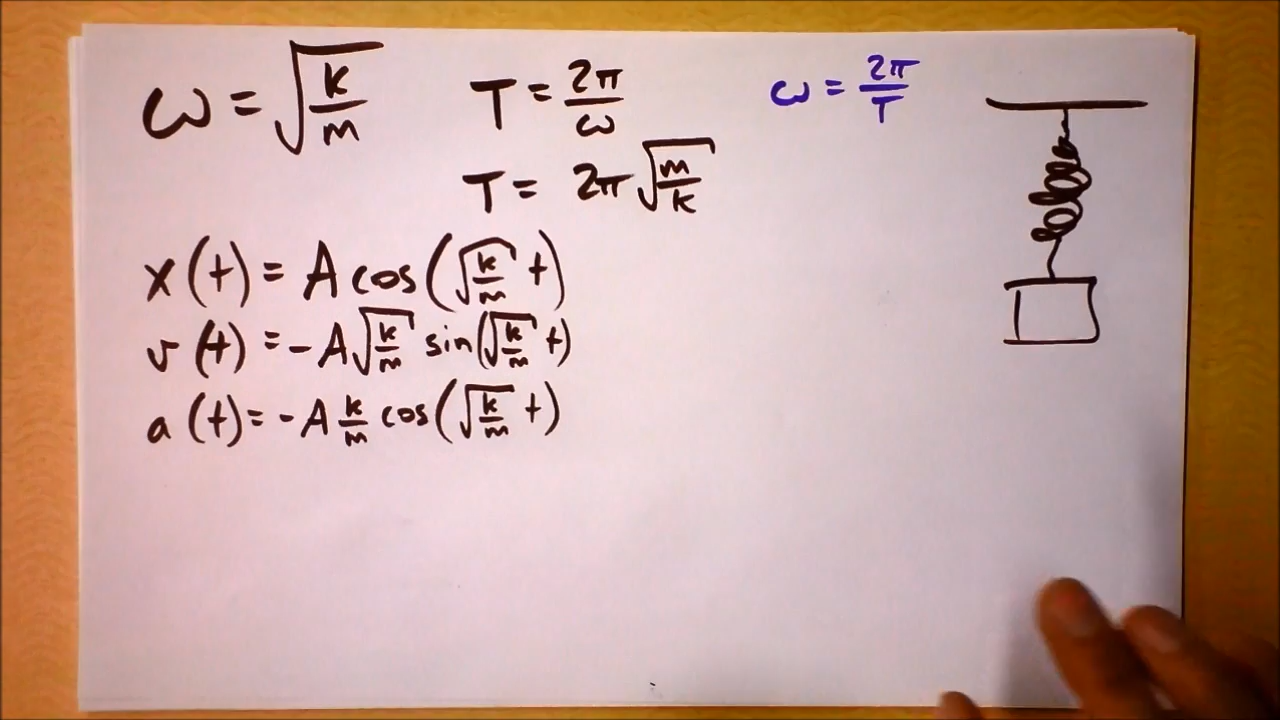 ω = √(k/m)
T = 2π/ω
ω = 2π/T
T = 2π√(m/k)
x(t) = A cos(√(k/m) t)
v(t) = -A√(k/m) sin(√(k/m) t)
a(t) = -A k/m cos(√(k/m) t)